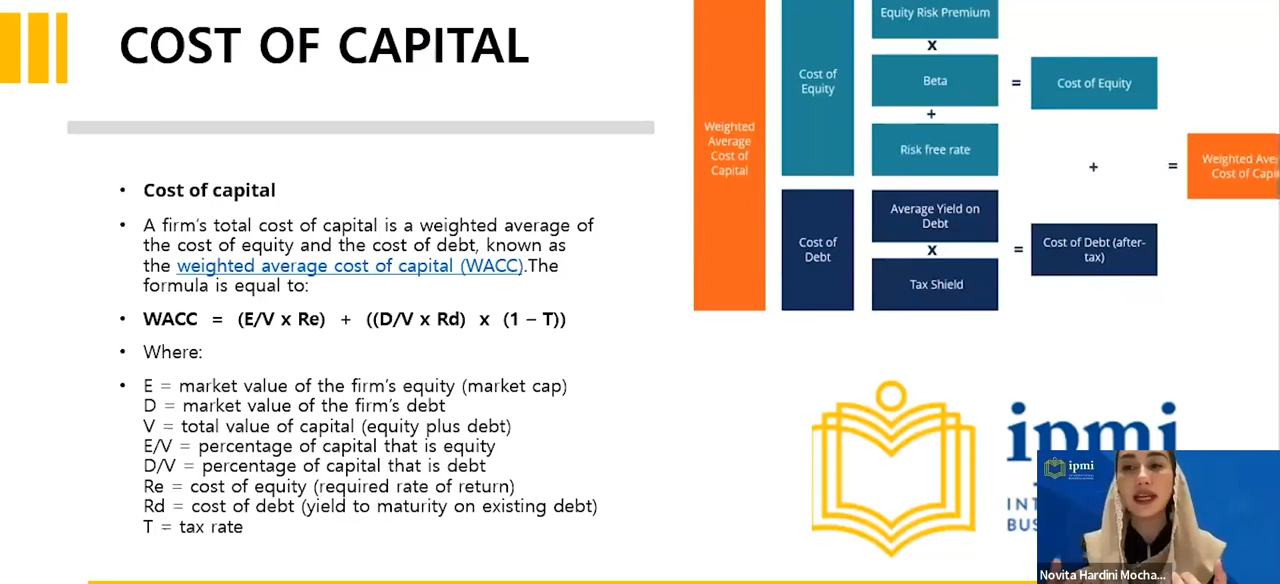 COST OF CAPITAL
• Cost of capital
• A firm's total cost of capital is a weighted average of
the cost of equity and the cost of debt, known as
the weighted average cost of capital (WACC).The
formula is equal to:
• WACC = (E/V x Re) + ((D/V x Rd) x (1 – T))
• Where:
• E = market value of the firm's equity (market cap)
D = market value of the firm's debt
V = total value of capital (equity plus debt)
E/V = percentage of capital that is equity
D/V = percentage of capital that is debt
Re = cost of equity (required rate of return)
Rd = cost of debt (yield to maturity on existing debt)
T = tax rate
Weighted
Average
Cost of
Capital
Cost of
Equity
Equity Risk Premium
x
Beta
+
Risk free rate
=
Cost of Equity
Cost of
Debt
Average Yield on
Debt
x
Tax Shield
=
Cost of Debt (after-
tax)
+
=
Weighted Ave
Cost of Capi
ipmi
INT
BUS
ipmi
Novita Hardini Mocha...